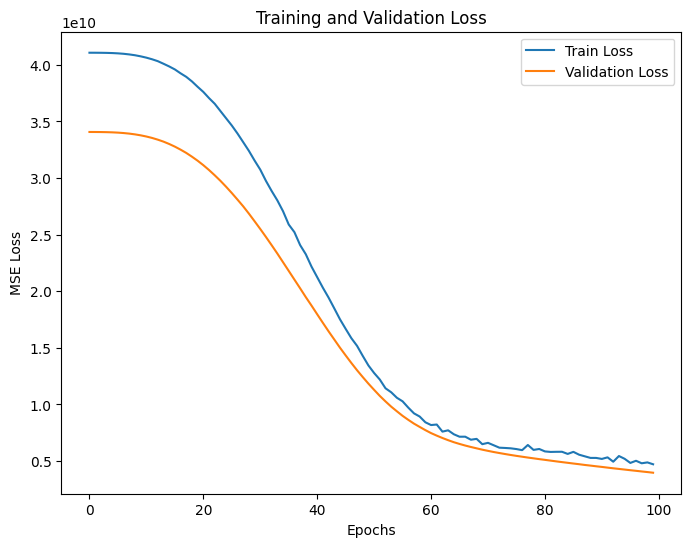 Training and Validation Loss
1e10
Train Loss
Validation Loss
4.0
3.5
3.0
2.5
2.0
1.5
1.0
0.5
MSE Loss
0 20 40 60 80 100
Epochs